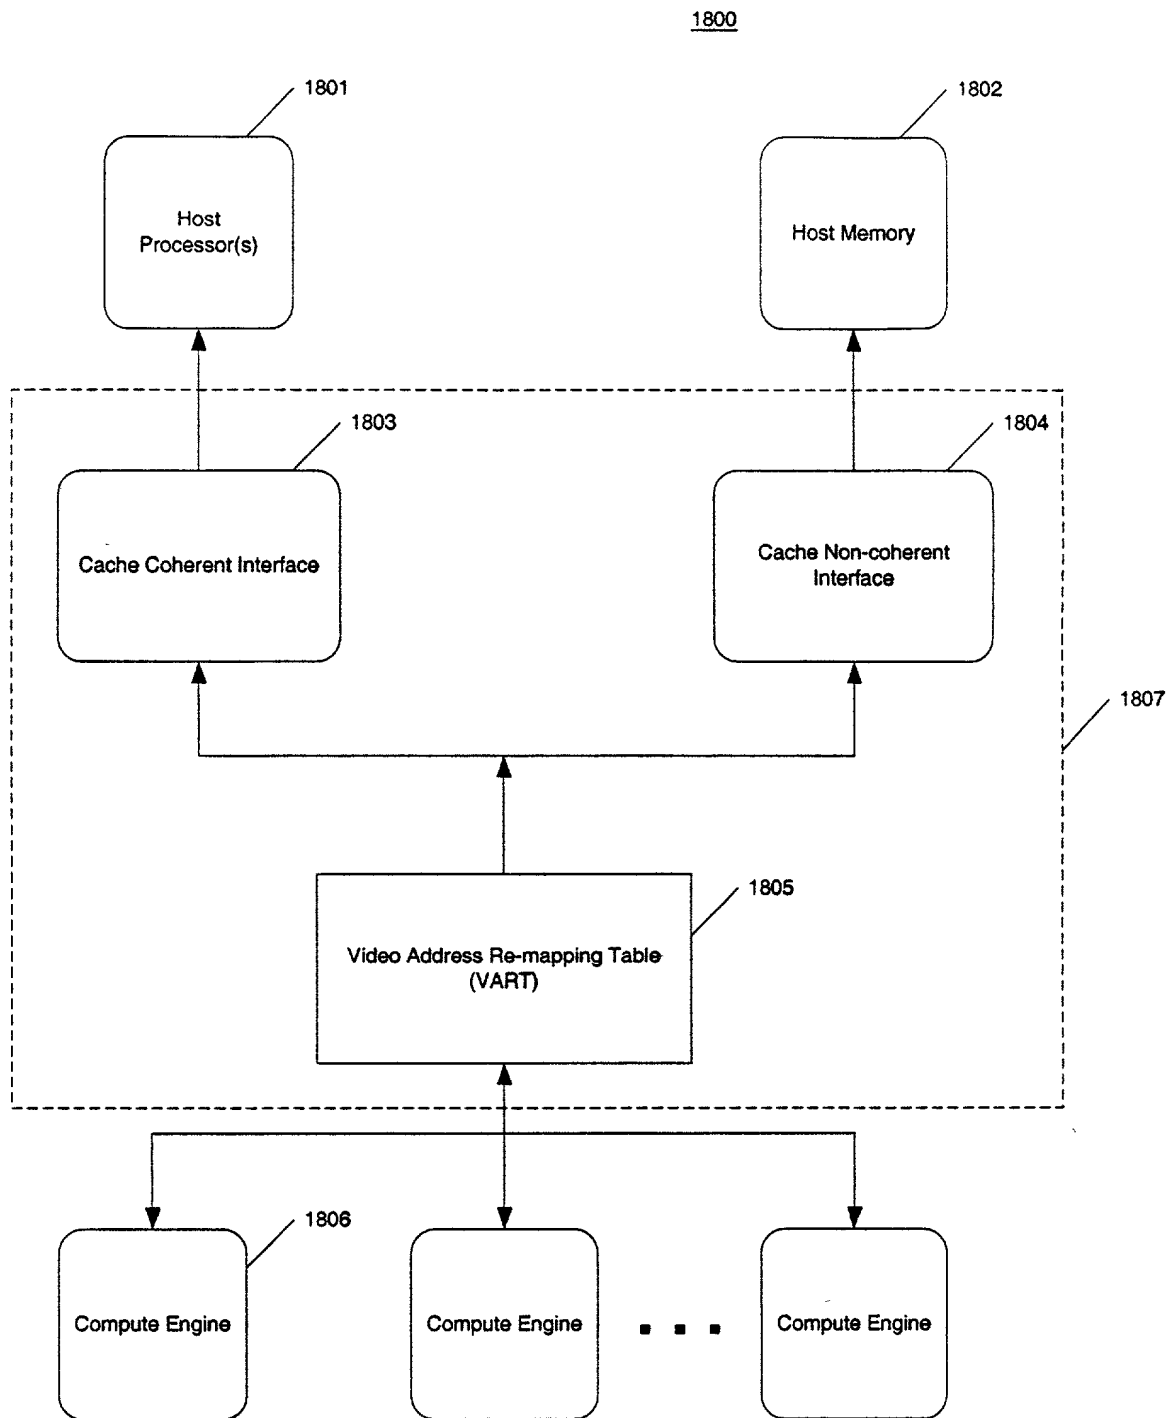 1800
1801
1802
Host
Processor(s)
Host Memory
1803
1804
Cache Coherent Interface
Cache Non-coherent
Interface
1807
1805
Video Address Re-mapping Table
(VART)
1806
Compute Engine
Compute Engine
Compute Engine